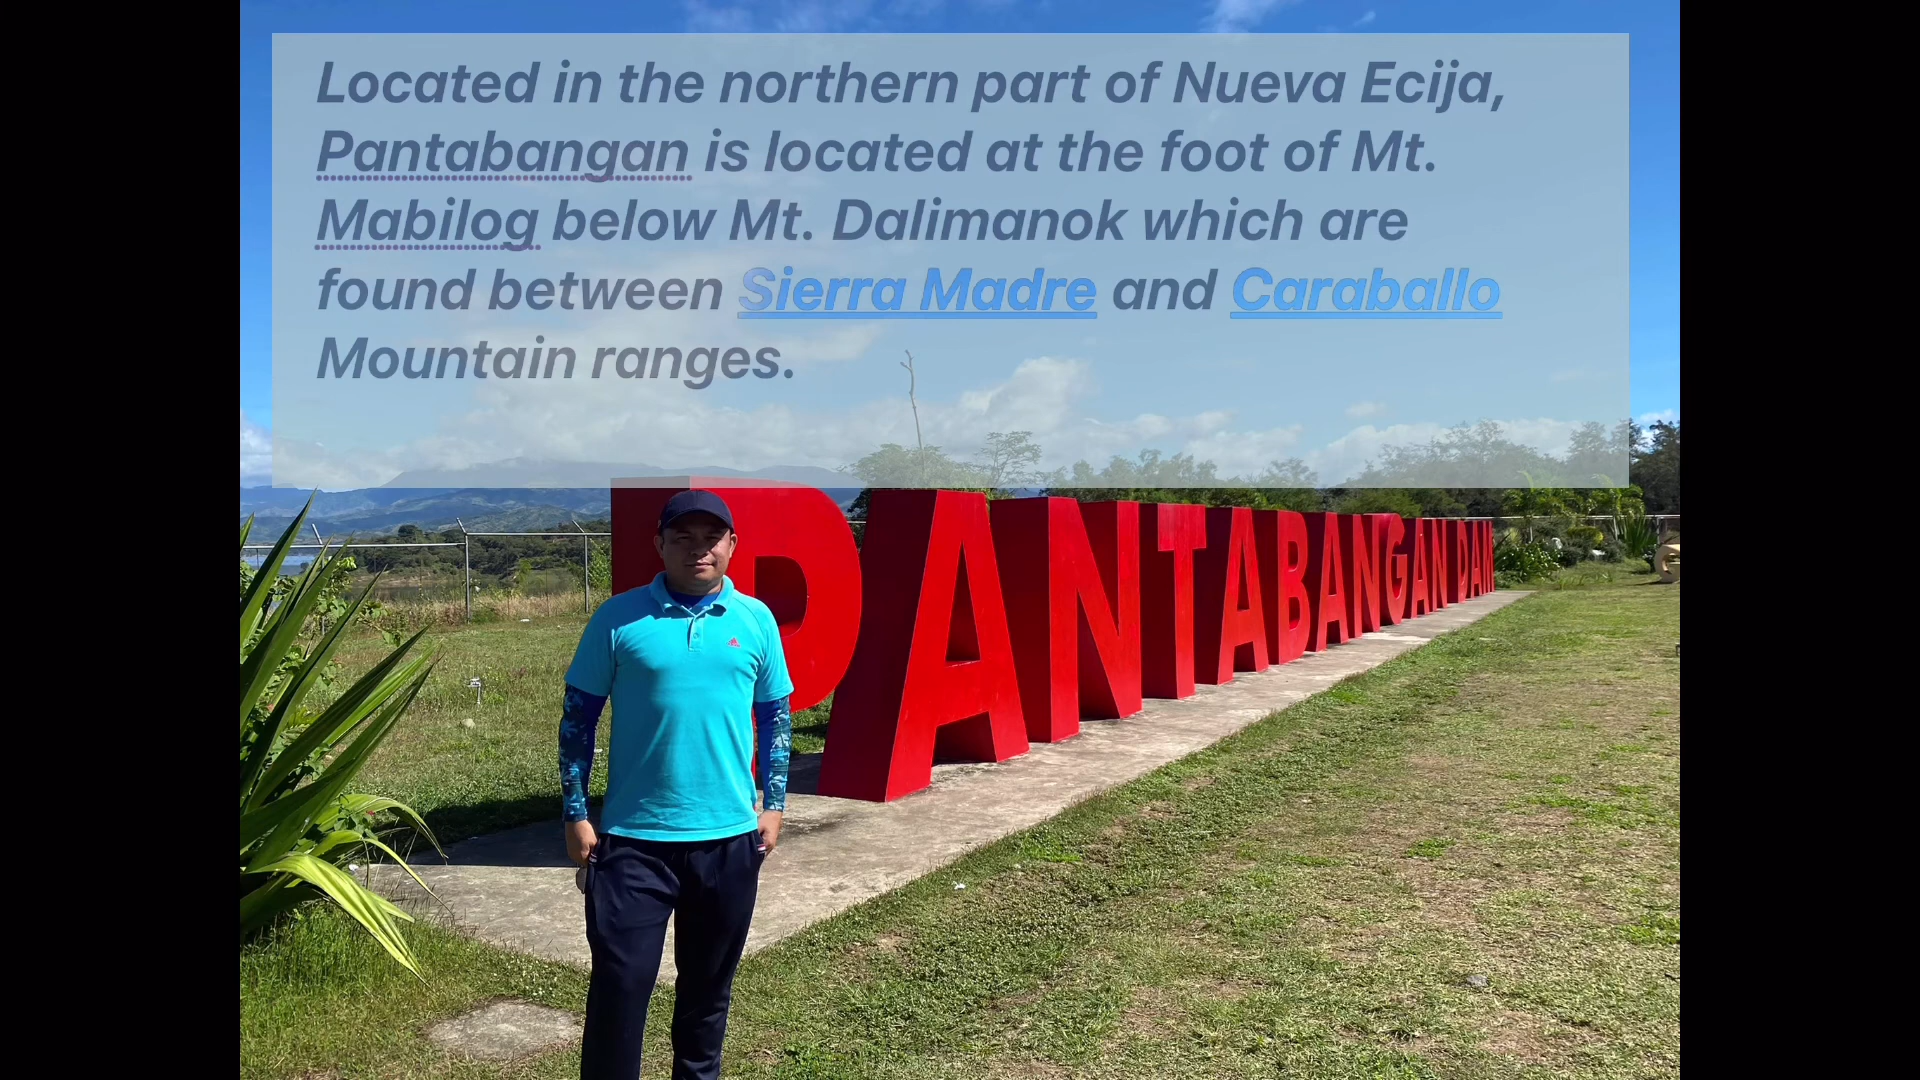 Located in the northern part of Nueva Ecija,
Pantabangan is located at the foot of Mt.
Mabilog below Mt. Dalimanok which are
found between Sierra Madre and Caraballo
Mountain ranges.
PANTABANGAN DAM